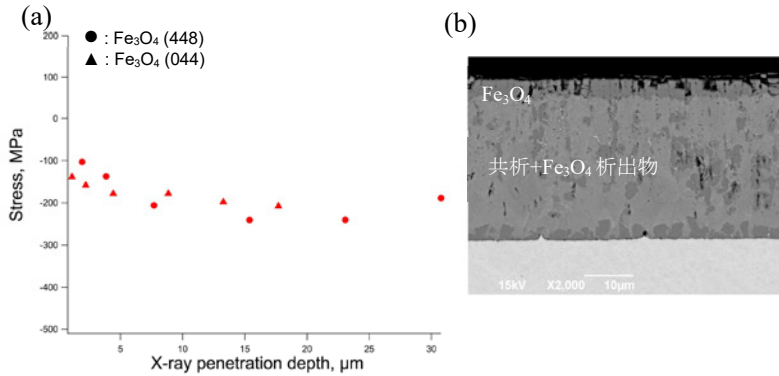 (a)
● : Fe₃O₄ (448)
▲ : Fe₃O₄ (044)
200
100
0
-100
-200
-300
-400
-500
Stress, MPa
5
10
15
20
25
30
X-ray penetration depth, μm
(b)
Fe₃O₄
共析+Fe₃O₄ 析出物
15kV X2,000 10μm